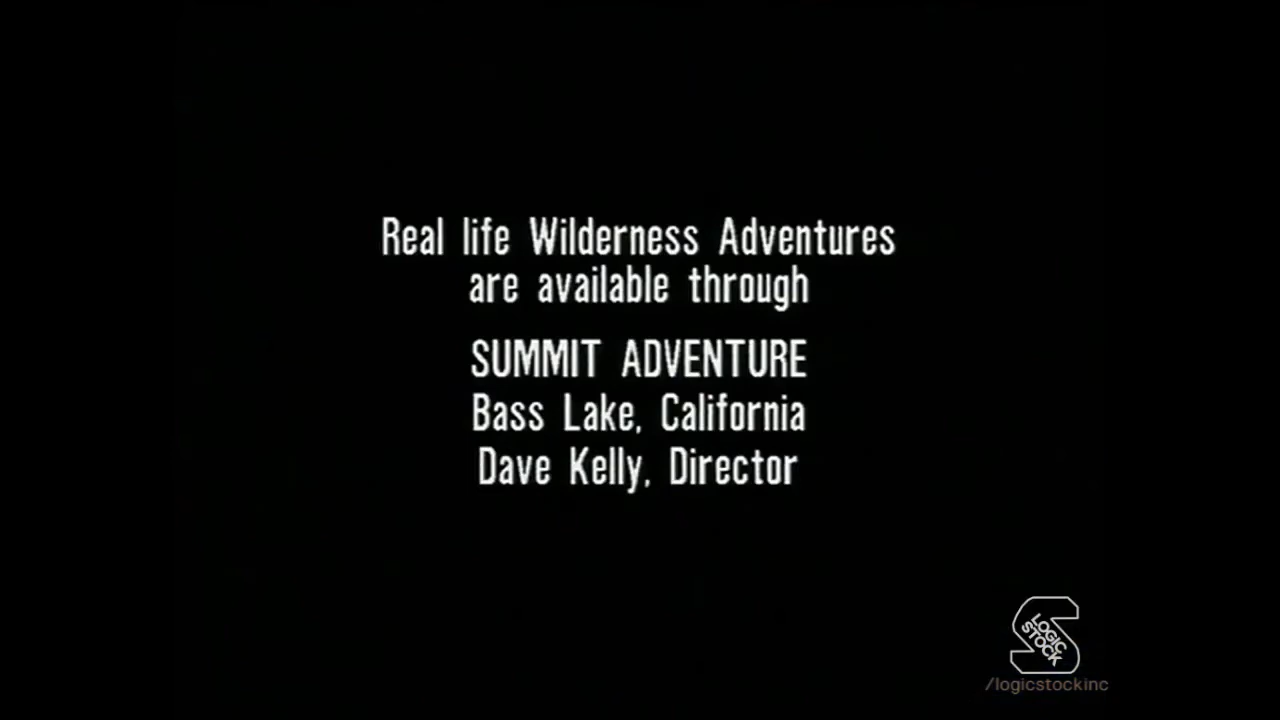 Real life Wilderness Adventures
are available through
SUMMIT ADVENTURE
Bass Lake, California
Dave Kelly, Director
LOGIC
STOCK
/logicstockinc